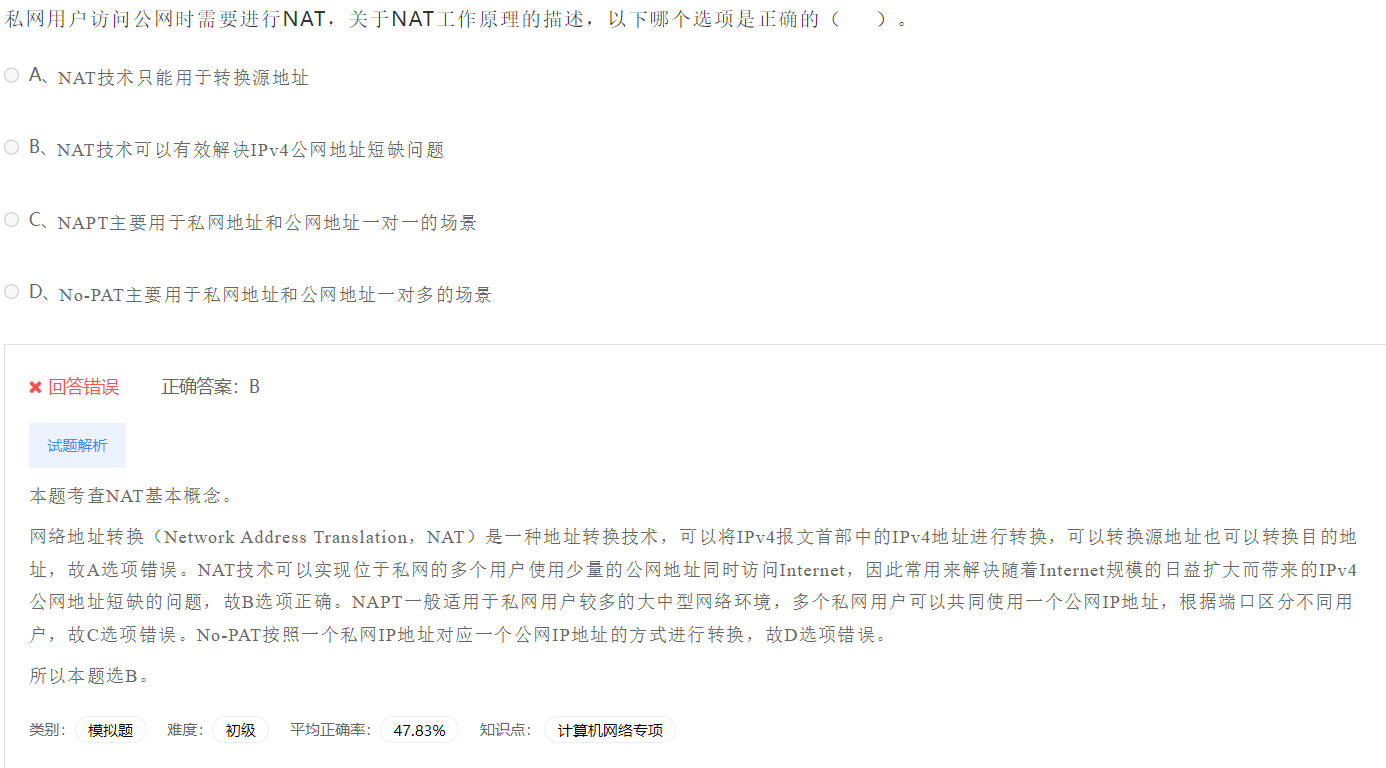 私网用户访问公网时需要进行NAT，关于NAT工作原理的描述，以下哪个选项是正确的（　　）。
A、NAT技术只能用于转换源地址
B、NAT技术可以有效解决IPv4公网地址短缺问题
C、NAPT主要用于私网地址和公网地址一对一的场景
D、No-PAT主要用于私网地址和公网地址一对多的场景
回答错误 正确答案：B
试题解析
本题考查NAT基本概念。
网络地址转换（Network Address Translation，NAT）是一种地址转换技术，可以将IPv4报文首部中的IPv4地址进行转换，可以转换源地址也可以转换目的地
址，故A选项错误。NAT技术可以实现位于私网的多个用户使用少量的公网地址同时访问Internet，因此常用来解决随着Internet规模的日益扩大而带来的IPv4
公网地址短缺的问题，故B选项正确。NAPT一般适用于私网用户较多的大中型网络环境，多个私网用户可以共同使用一个公网IP地址，根据端口区分不同用
户，故C选项错误。No-PAT按照一个私网IP地址对应一个公网IP地址的方式进行转换，故D选项错误。
所以本题选B。
类别： 模拟题 难度： 初级 平均正确率： 47.83% 知识点： 计算机网络专项